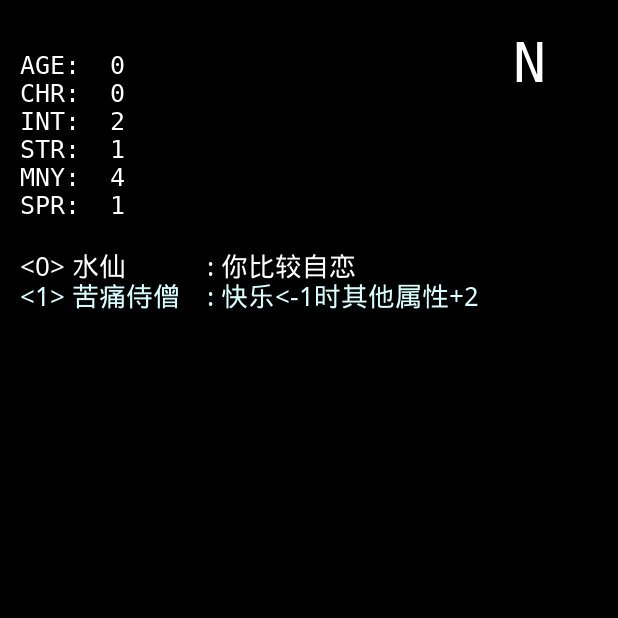 N
AGE: 0
CHR: 0
INT: 2
STR: 1
MNY: 4
SPR: 1
<0> 水仙 : 你比较自恋
<1> 苦痛侍僧 : 快乐<-1时其他属性+2